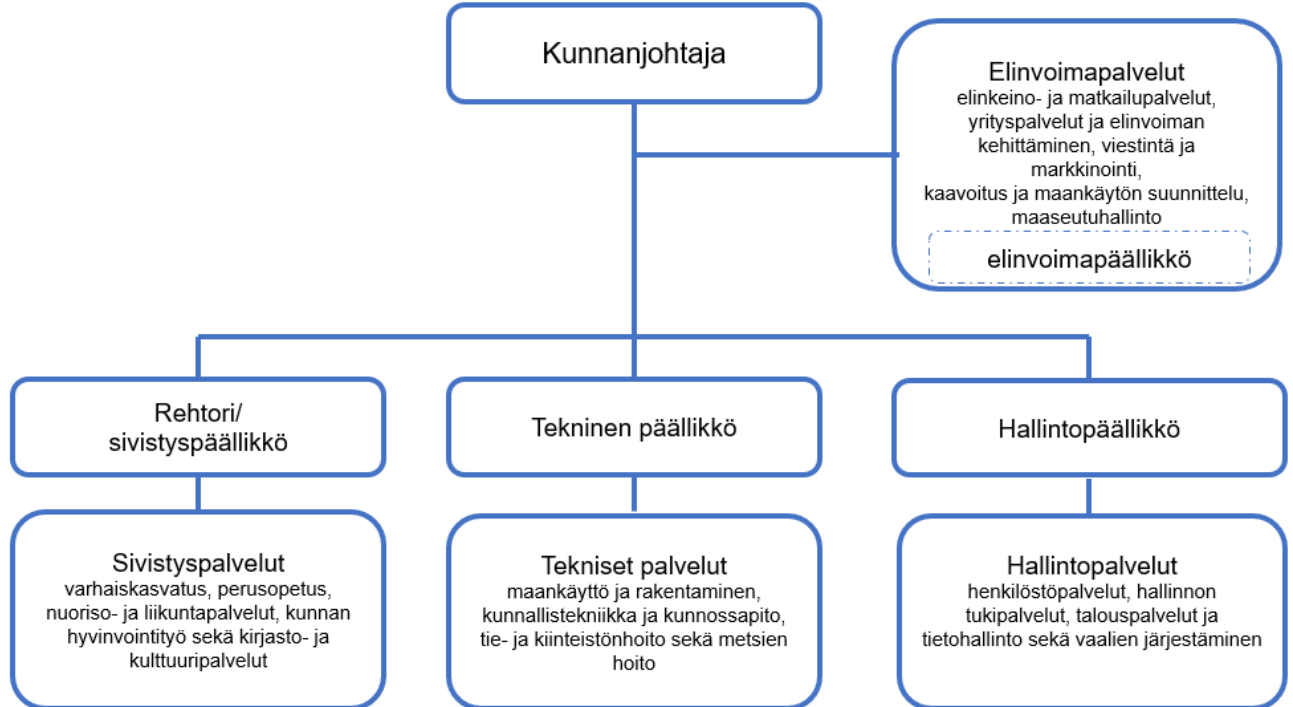 Kunnanjohtaja
Elinvoimapalvelut
elinkeino- ja matkailupalvelut,
yrityspalvelut ja elinvoiman
kehittäminen, viestintä ja
markkinointi,
kaavoitus ja maankäytön suunnittelu,
maaseutuhallinto
elinvoimapäällikkö
Rehtori/
sivistyspäällikkö
Tekninen päällikkö
Hallintopäällikkö
Sivistyspalvelut
varhaiskasvatus, perusopetus,
nuoriso- ja liikuntapalvelut, kunnan
hyvinvointityö sekä kirjasto- ja
kulttuuripalvelut
Tekniset palvelut
maankäyttö ja rakentaminen,
kunnallistekniikka ja kunnossapito,
tie- ja kiinteistönhoito sekä metsien
hoito
Hallintopalvelut
henkilöstöpalvelut, hallinnon
tukipalvelut, talouspalvelut ja
tietohallinto sekä vaalien järjestäminen